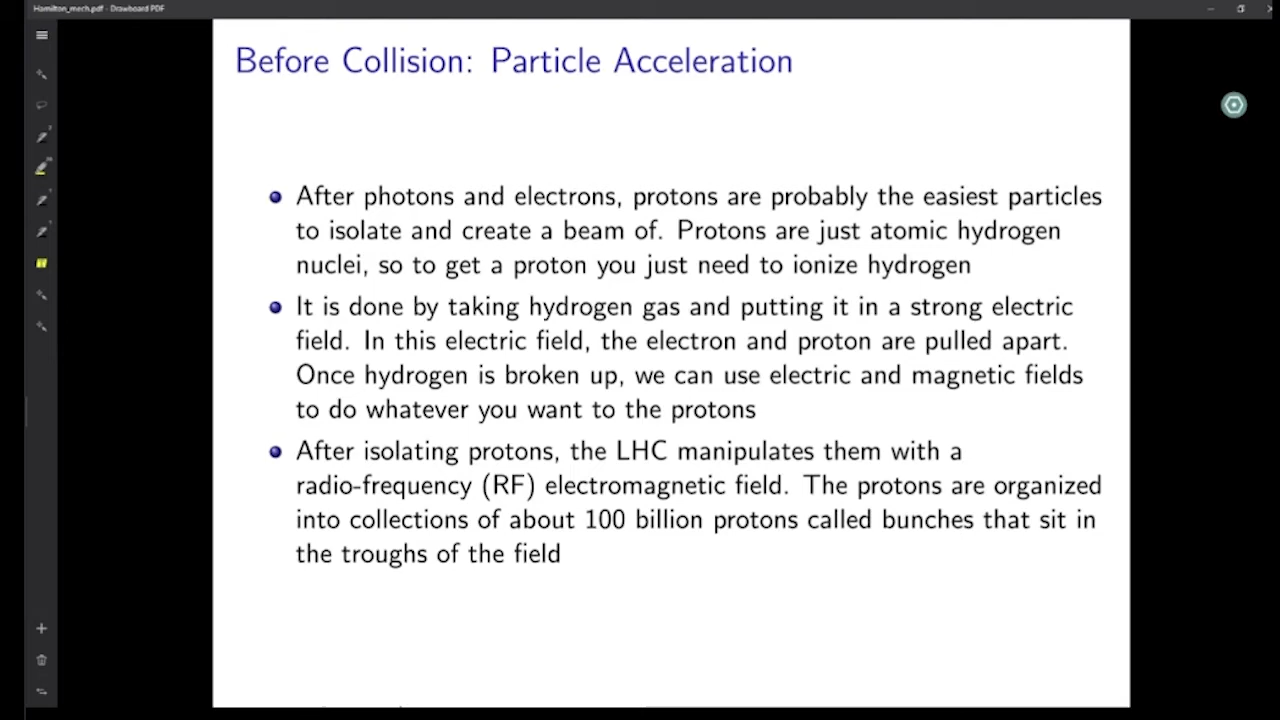 Hamilton_mech.pdf - Drawboard PDF
Before Collision: Particle Acceleration
After photons and electrons, protons are probably the easiest particles
to isolate and create a beam of. Protons are just atomic hydrogen
nuclei, so to get a proton you just need to ionize hydrogen
It is done by taking hydrogen gas and putting it in a strong electric
field. In this electric field, the electron and proton are pulled apart.
Once hydrogen is broken up, we can use electric and magnetic fields
to do whatever you want to the protons
After isolating protons, the LHC manipulates them with a
radio-frequency (RF) electromagnetic field. The protons are organized
into collections of about 100 billion protons called bunches that sit in
the troughs of the field